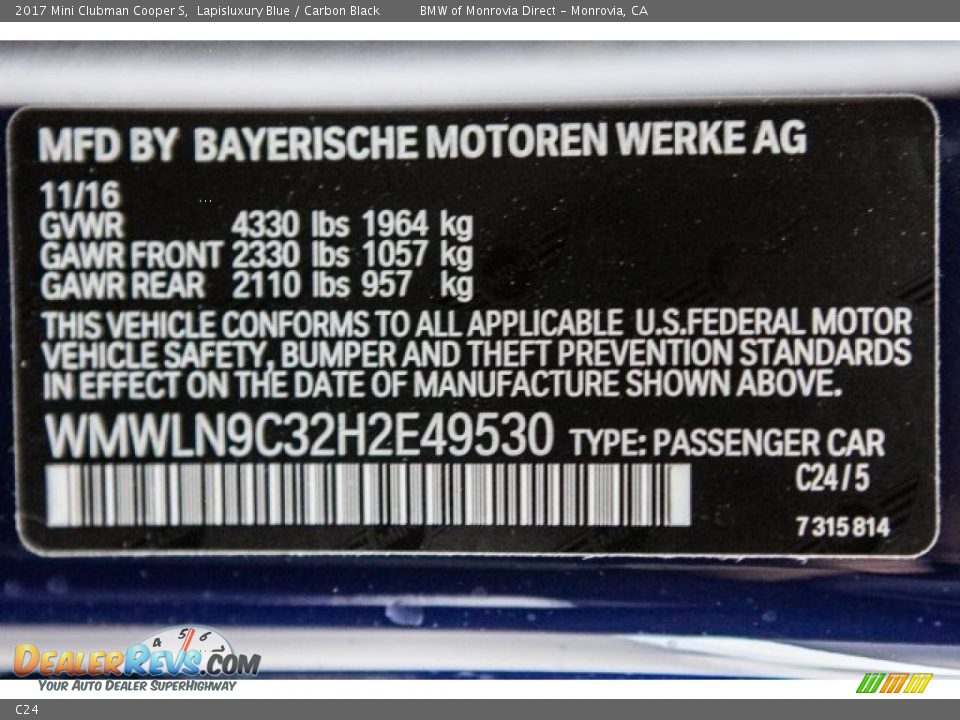 2017 Mini Clubman Cooper S, Lapisluxury Blue / Carbon Black BMW of Monrovia Direct - Monrovia, CA
MFD BY BAYERISCHE MOTOREN WERKE AG
11/16
GVWR 4330 lbs 1964 kg
GAWR FRONT 2330 lbs 1057 kg
GAWR REAR 2110 lbs 957 kg
THIS VEHICLE CONFORMS TO ALL APPLICABLE U.S.FEDERAL MOTOR
VEHICLE SAFETY, BUMPER AND THEFT PREVENTION STANDARDS
IN EFFECT ON THE DATE OF MANUFACTURE SHOWN ABOVE.
WMWLN9C32H2E49530 TYPE: PASSENGER CAR
C24/5
7315814
4 5 6
DEALERREVS.COM
YOUR AUTO DEALER SUPERHIGHWAY
C24